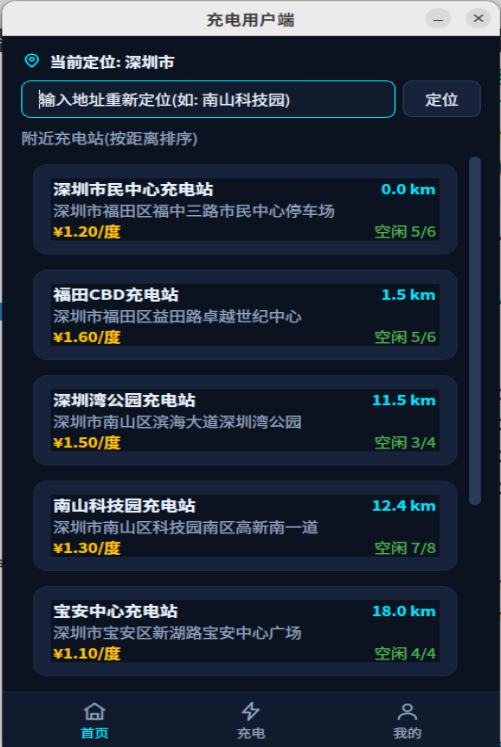 充电用户端
当前定位: 深圳市
输入地址重新定位(如: 南山科技园)
定位
附近充电站(按距离排序)
深圳市民中心充电站 0.0 km
深圳市福田区福中三路市民中心停车场
¥1.20/度 空闲 5/6
福田CBD充电站 1.5 km
深圳市福田区益田路卓越世纪中心
¥1.60/度 空闲 5/6
深圳湾公园充电站 11.5 km
深圳市南山区滨海大道深圳湾公园
¥1.50/度 空闲 3/4
南山科技园充电站 12.4 km
深圳市南山区科技园南区高新南一道
¥1.30/度 空闲 7/8
宝安中心充电站 18.0 km
深圳市宝安区新湖路宝安中心广场
¥1.10/度 空闲 4/4
首页 充电 我的